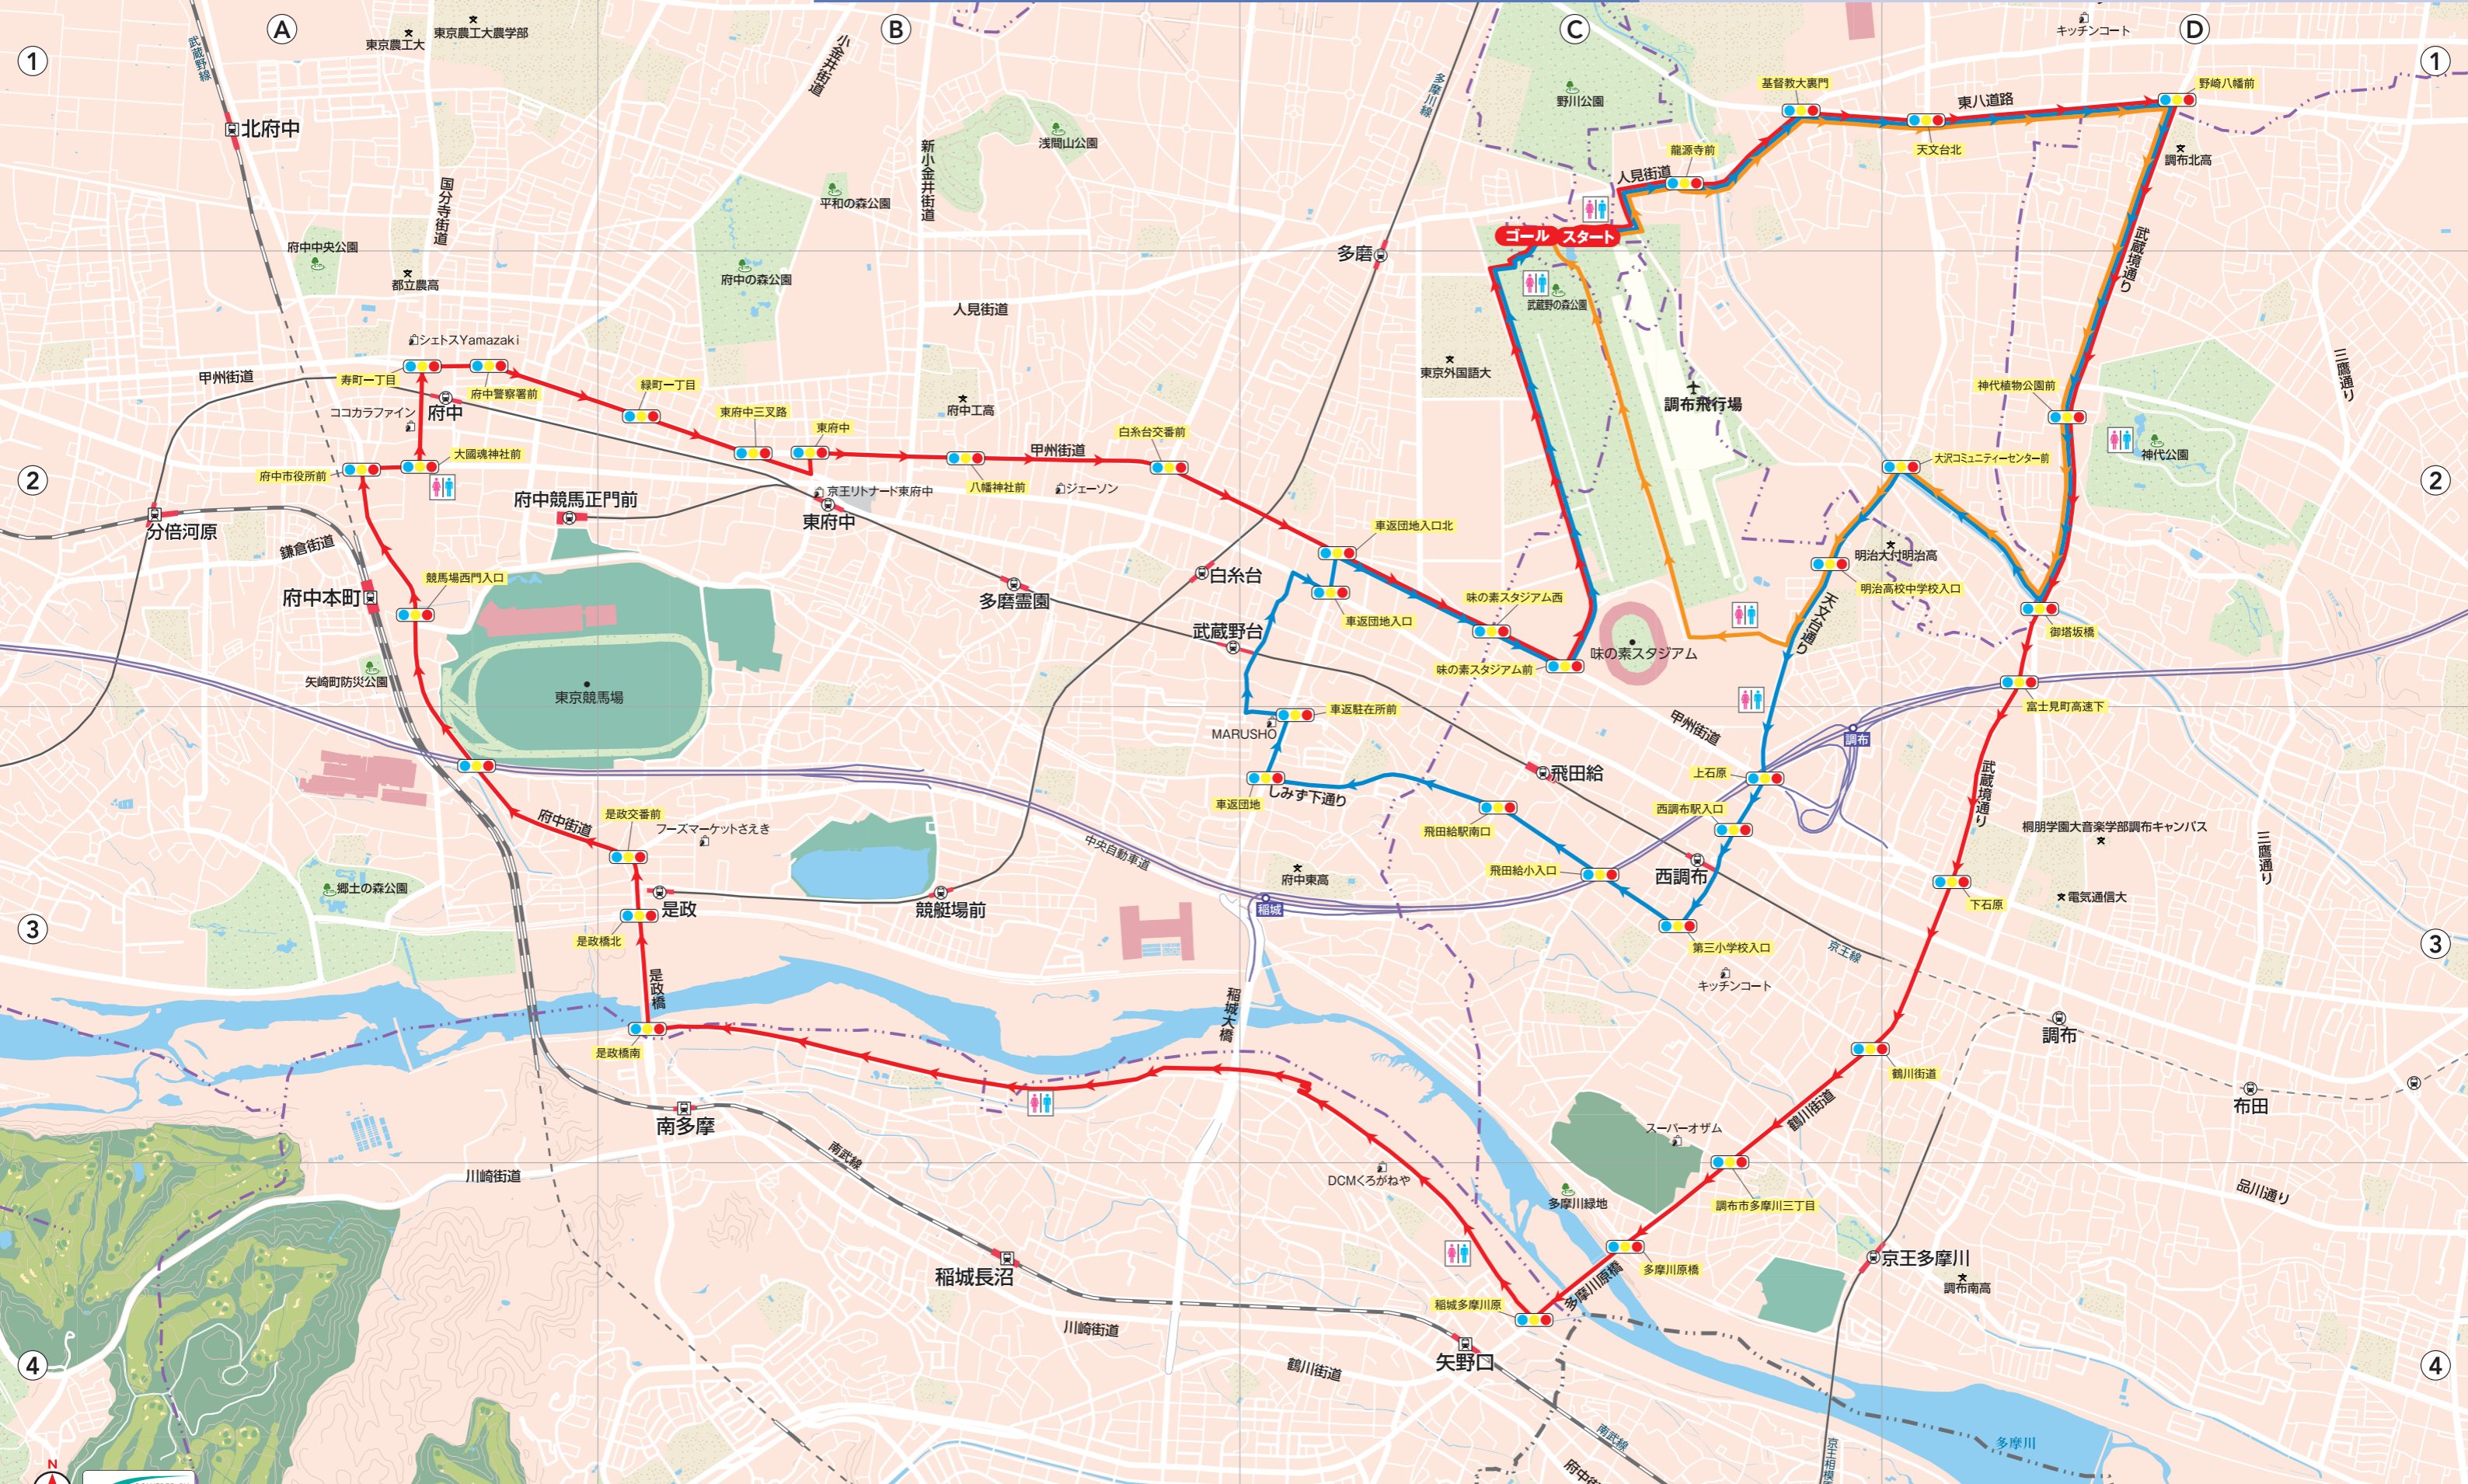 A
B
C
D
1
1
武蔵野線
東京農工大
東京農工大農学部
小金井街道
多摩川線
野川公園
基督教大裏門
キッチンコート
野崎八幡前
東八道路
北府中
浅間山公園
新小金井街道
龍源寺前
天文台北
調布北高
人見街道
国分寺街道
平和の森公園
ゴール
スタート
府中中央公園
都立農高
府中の森公園
多磨
武蔵野の森公園
武蔵境通り
人見街道
シェトスYamazaki
甲州街道
寿町一丁目
府中警察署前
緑町一丁目
東京外国語大
調布飛行場
神代植物公園前
三鷹通り
ココカラファイン
府中
東府中三叉路
東府中
府中工高
甲州街道
白糸台交番前
神代公園
2
2
府中市役所前
大國魂神社前
八幡神社前
ジェーソン
大沢コミュニティーセンター前
府中競馬正門前
京王リトナード東府中
東府中
車返団地入口北
分倍河原
鎌倉街道
明治大付明治高
府中本町
競馬場西門入口
多磨霊園
白糸台
車返団地入口
味の素スタジアム西
明治高校中学校入口
天文台通り
武蔵野台
御塔坂橋
味の素スタジアム前
味の素スタジアム
矢崎町防災公園
東京競馬場
車返駐在所前
MARUSHO
甲州街道
富士見町高速下
調布
飛田給
上石原
車返団地
しみず下通り
西調布駅入口
武蔵境通り
桐朋学園大音楽学部調布キャンパス
三鷹通り
府中街道
是政交番前
フーズマーケットさえき
中央自動車道
飛田給駅南口
飛田給小入口
西調布
府中東高
郷土の森公園
是政
競艇場前
稲城
下石原
電気通信大
3
3
是政橋北
第三小学校入口
京王線
キッチンコート
是政橋
稲城大橋
調布
是政橋南
鶴川街道
布田
南多摩
鶴川街道
スーパーオザム
川崎街道
南武線
DCMくろがねや
多摩川緑地
調布市多摩川三丁目
品川通り
稲城長沼
多摩川原橋
京王多摩川
調布南高
稲城多摩川原
多摩川原橋
川崎街道
矢野口
鶴川街道
4
4
南武線
多摩川
N